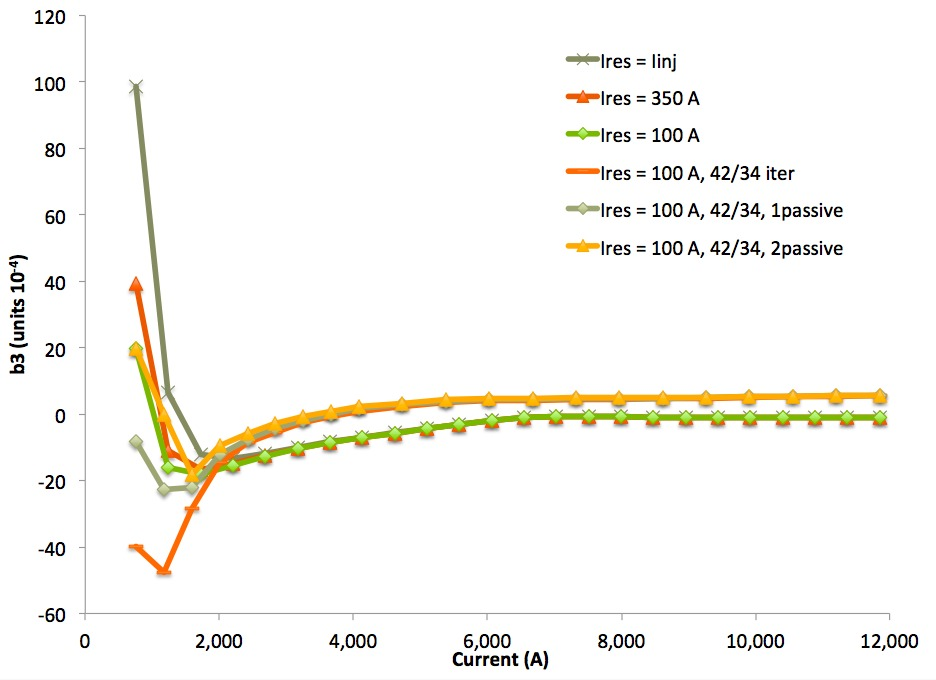 120
100
80
60
40
20
0
-20
-40
-60
b3 (units 10-4)
0
2,000
4,000
6,000
8,000
10,000
12,000
Current (A)
Ires = Iinj
Ires = 350 A
Ires = 100 A
Ires = 100 A, 42/34 iter
Ires = 100 A, 42/34, 1passive
Ires = 100 A, 42/34, 2passive